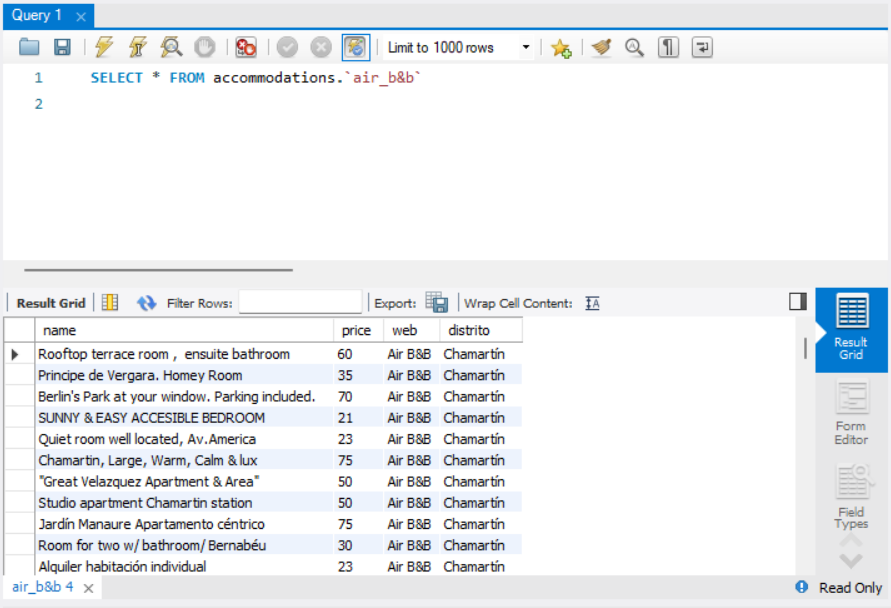 Query 1
Limit to 1000 rows
1 SELECT * FROM accommodations.`air_b&b`
2
Result Grid Filter Rows: Export: Wrap Cell Content:
name price web distrito
Rooftop terrace room , ensuite bathroom 60 Air B&B Chamartín
Principe de Vergara. Homey Room 35 Air B&B Chamartín
Berlin's Park at your window. Parking included. 70 Air B&B Chamartín
SUNNY & EASY ACCESIBLE BEDROOM 21 Air B&B Chamartín
Quiet room well located, Av.America 23 Air B&B Chamartín
Chamartin, Large, Warm, Calm & lux 75 Air B&B Chamartín
"Great Velazquez Apartment & Area" 50 Air B&B Chamartín
Studio apartment Chamartin station 50 Air B&B Chamartín
Jardín Manaure Apartamento céntrico 75 Air B&B Chamartín
Room for two w/ bathroom/ Bernabéu 30 Air B&B Chamartín
Alquiler habitación individual 23 Air B&B Chamartín
Result
Grid
Form
Editor
Field
Types
air_b&b 4
Read Only